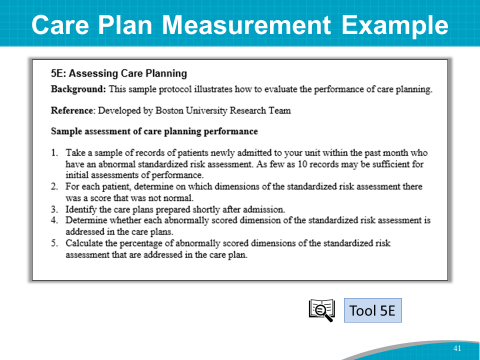 Care Plan Measurement Example
5E: Assessing Care Planning
Background: This sample protocol illustrates how to evaluate the performance of care planning.
Reference: Developed by Boston University Research Team
Sample assessment of care planning performance
1. Take a sample of records of patients newly admitted to your unit within the past month who
have an abnormal standardized risk assessment. As few as 10 records may be sufficient for
initial assessments of performance.
2. For each patient, determine on which dimensions of the standardized risk assessment there
was a score that was not normal.
3. Identify the care plans prepared shortly after admission.
4. Determine whether each abnormally scored dimension of the standardized risk assessment is
addressed in the care plans.
5. Calculate the percentage of abnormally scored dimensions of the standardized risk
assessment that are addressed in the care plan.
Tool 5E
41